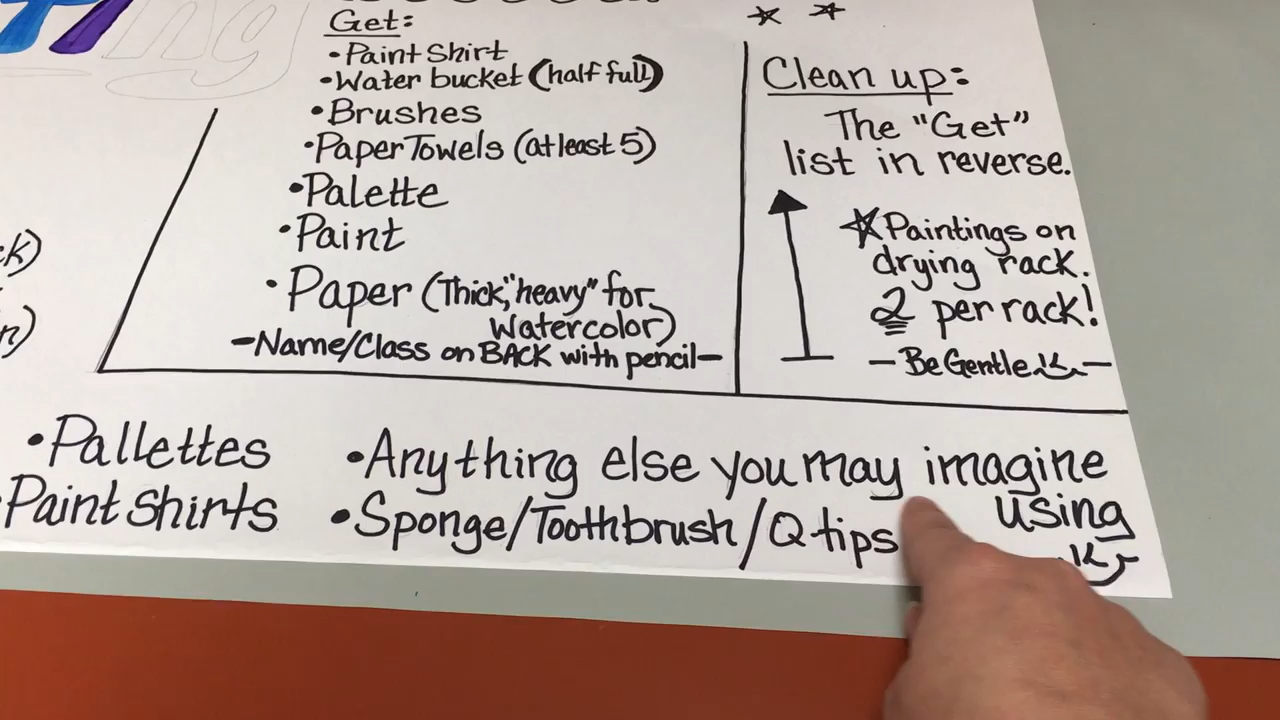 ing
Get:
•Paint Shirt
•Water bucket (half full)
•Brushes
•Paper Towels (at least 5)
•Palette
•Paint
•Paper (Thick, "heavy" for
Watercolor)
-Name/Class on BACK with pencil-
Clean up:
The "Get"
list in reverse.
Paintings on
drying rack.
2 per rack!
-Be Gentle-
k)
n)
•Pallettes
•Paint shirts
•Anything else you may imagine
using
•Sponge/Toothbrush/Q-tips